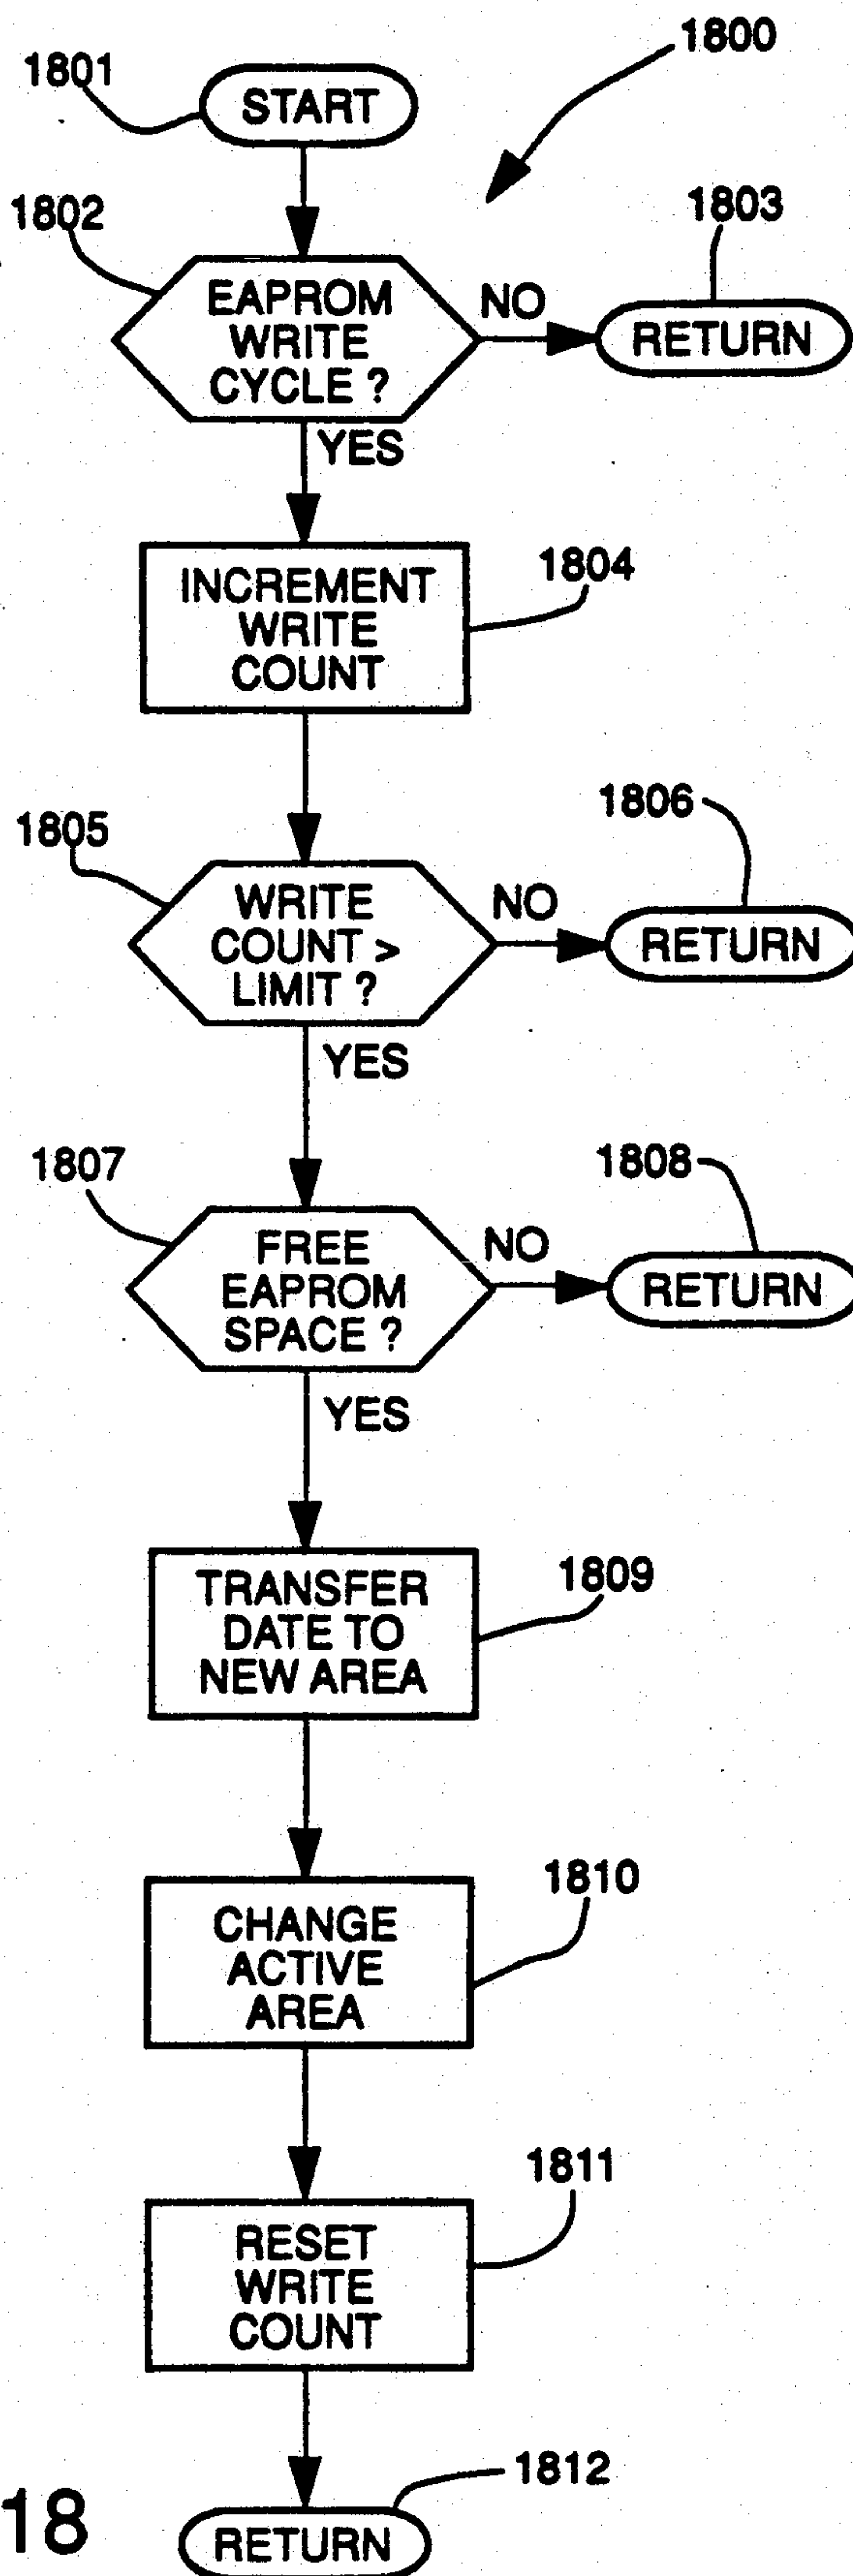 1800
1801
START
1802
1803
EAPROM
WRITE
CYCLE ?
NO
RETURN
YES
INCREMENT
WRITE
COUNT
1804
1805
1806
WRITE
COUNT >
LIMIT ?
NO
RETURN
YES
1807
1808
FREE
EAPROM
SPACE ?
NO
RETURN
YES
TRANSFER
DATE TO
NEW AREA
1809
CHANGE
ACTIVE
AREA
1810
1811
RESET
WRITE
COUNT
1812
18
RETURN